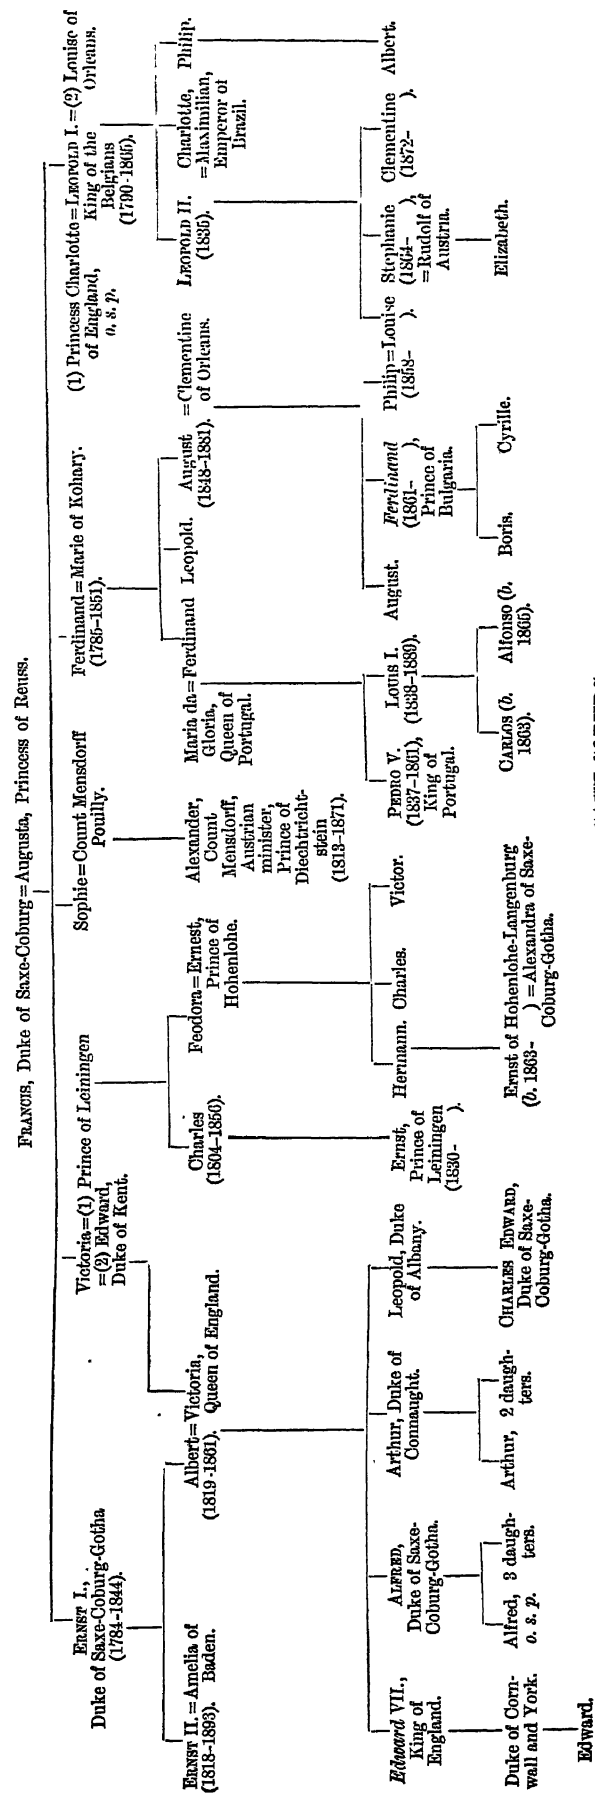 FRANCIS, Duke of Saxe-Coburg=Augusta, Princess of Reuss.
ERNST I.,
Duke of Saxe-Coburg-Gotha
(1784-1844).
Victoria=(1) Prince of Leiningen
=(2) Edward,
Duke of Kent.
Sophie=Count Mensdorff
Pouilly.
Ferdinand=Marie of Kohary.
(1785-1851).
(1) Princess Charlotte=LEOPOLD I.=(2) Louise of
of England, King of the Orleans.
o. s. p. Belgians
(1790-1865).
ERNST II.=Amelia of
(1818-1893). Baden.
Albert=Victoria,
(1819-1861). Queen of England.
Charles
(1804-1856).
Feodora=Ernest,
Prince of
Hohenlohe.
Alexander,
Count
Mensdorff,
Austrian
minister,
Prince of
Diechtricht-
stein
(1813-1871).
Maria da=Ferdinand
Gloria,
Queen of
Portugal.
Leopold.
August =Clementine
(1848-1881). of Orleans.
LEOPOLD II.
(1835).
Charlotte,
=Maximilian,
Emperor of
Brazil.
Philip.
Edward VII.,
King of
England.
ALFRED,
Duke of Saxe-
Coburg-Gotha.
Arthur, Duke of
Connaught.
Leopold, Duke
of Albany.
Ernst,
Prince of
Leiningen
(1830- ).
Hermann. Charles. Victor.
PEDRO V.
(1837-1861),
King of
Portugal.
Louis I.
(1838-1889).
August.
Ferdinand
(1861- ),
Prince of
Bulgaria.
Philip=Louise
(1858- ).
Stephanie
(1864- ),
=Rudolf of
Austria.
Clementine
(1872- ).
Albert.
Duke of Corn-
wall and York.
Alfred,
o. s. p.
3 daugh-
ters.
Arthur,
2 daugh-
ters.
CHARLES EDWARD,
Duke of Saxe-
Coburg-Gotha.
Ernst of Hohenlohe-Langenburg
(b. 1863- ) =Alexandra of Saxe-
Coburg-Gotha.
CARLOS (b.
1863).
Alfonso (b.
1865).
Boris.
Cyrille.
Elizabeth.
Edward.